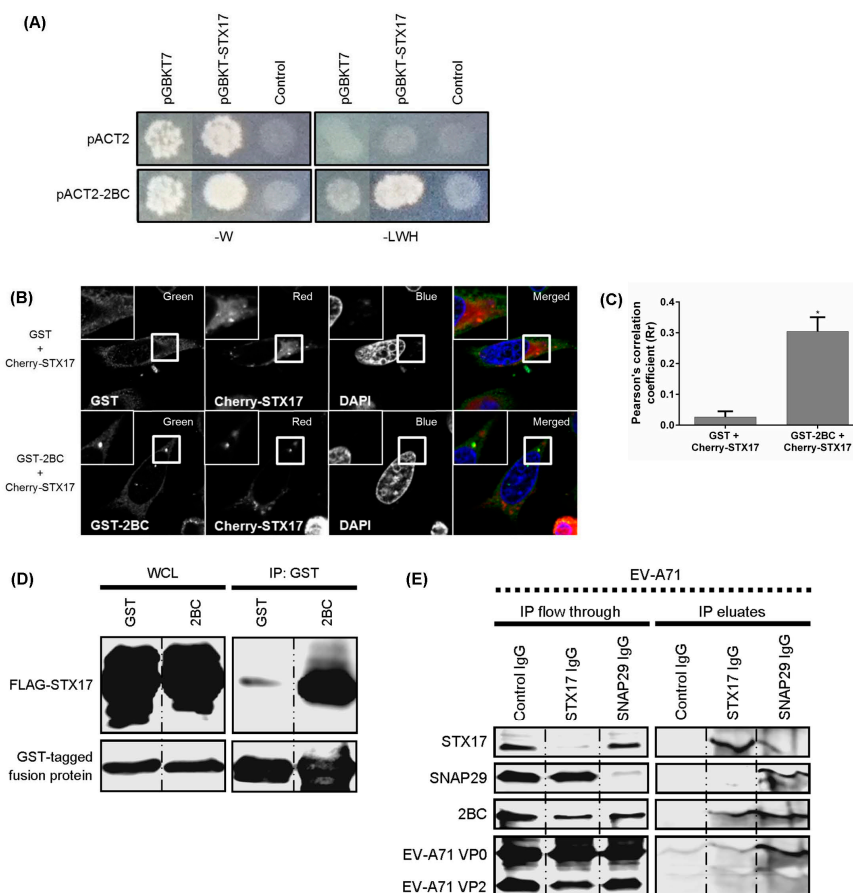 (A)
pGBKT7
pGBKT-STX17
Control
pGBKT7
pGBKT-STX17
Control
pACT2
pACT2-2BC
-W
-LWH
(B)
Green
Red
Blue
Merged
GST
+
Cherry-STX17
GST
Cherry-STX17
DAPI
Green
Red
Blue
Merged
GST-2BC
+
Cherry-STX17
GST-2BC
Cherry-STX17
DAPI
(C)
Pearson's correlation
coefficient (Rr)
0.4
0.3
0.2
0.1
0.0
*
GST +
Cherry-STX17
GST-2BC +
Cherry-STX17
(D)
WCL
IP: GST
GST
2BC
GST
2BC
FLAG-STX17
GST-tagged
fusion protein
(E)
EV-A71
IP flow through
IP eluates
Control IgG
STX17 IgG
SNAP29 IgG
Control IgG
STX17 IgG
SNAP29 IgG
STX17
SNAP29
2BC
EV-A71 VP0
EV-A71 VP2